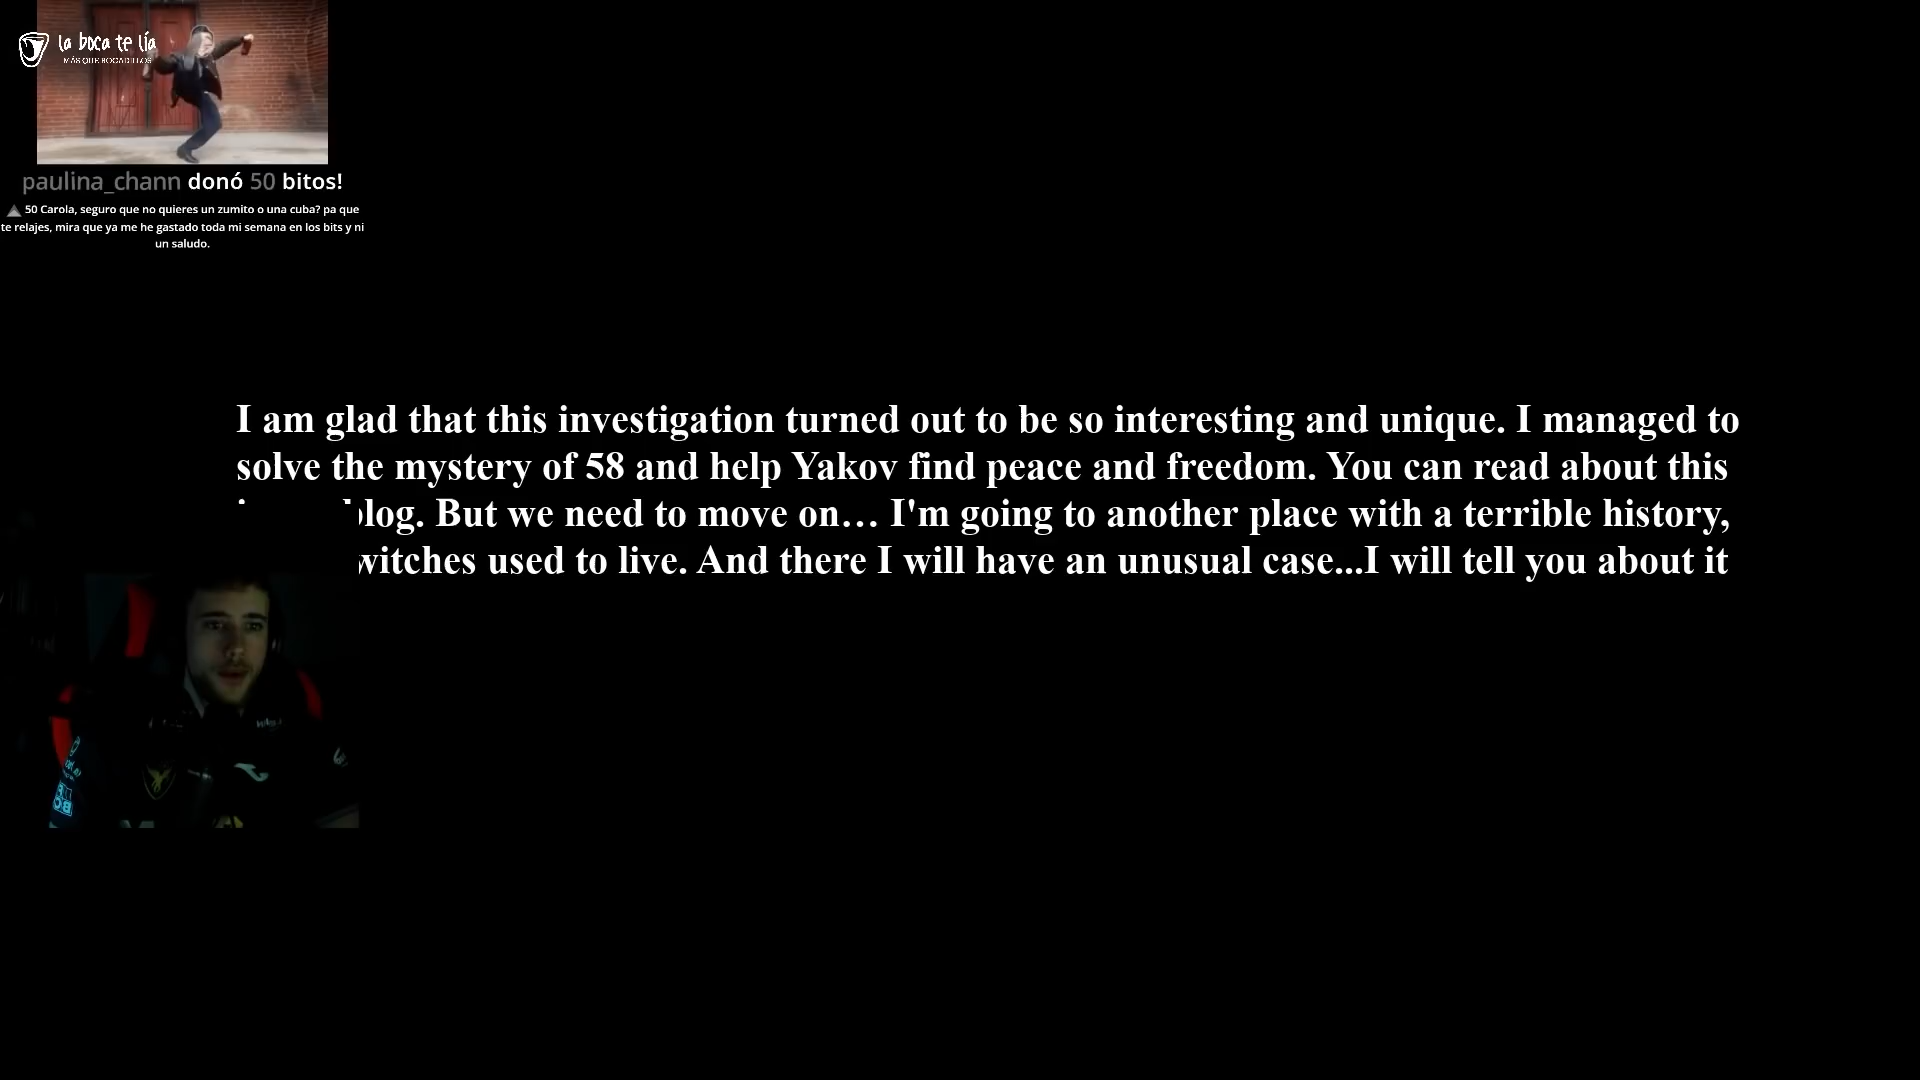 la boca te lía
MÁS QUE BOCADILLOS
paulina_chann donó 50 bitos!
50 Carola, seguro que no quieres un zumito o una cuba? pa que
te relajes, mira que ya me he gastado toda mi semana en los bits y ni
un saludo.
I am glad that this investigation turned out to be so interesting and unique. I managed to
solve the mystery of 58 and help Yakov find peace and freedom. You can read about this
blog. But we need to move on… I'm going to another place with a terrible history,
witches used to live. And there I will have an unusual case...I will tell you about it